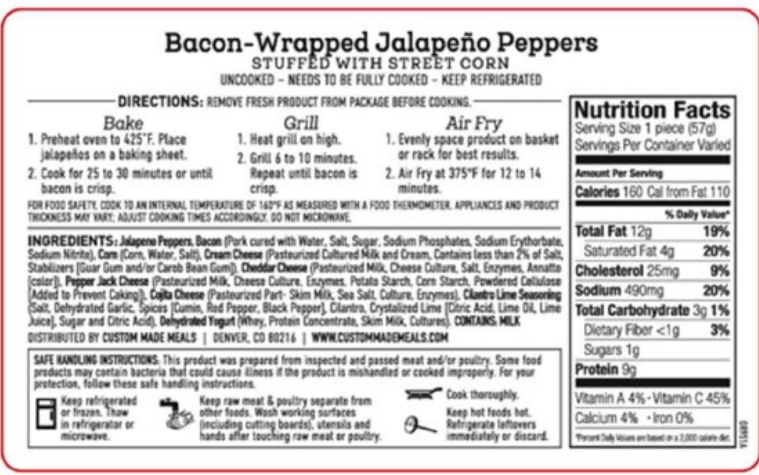 Bacon-Wrapped Jalapeño Peppers
STUFFED WITH STREET CORN
UNCOOKED – NEEDS TO BE FULLY COOKED – KEEP REFRIGERATED
DIRECTIONS: REMOVE FRESH PRODUCT FROM PACKAGE BEFORE COOKING.
Bake
1. Preheat oven to 425°F. Place
jalapeños on a baking sheet.
2. Cook for 25 to 30 minutes or until
bacon is crisp.
Grill
1. Heat grill on high.
2. Grill 6 to 10 minutes.
Repeat until bacon is
crisp.
Air Fry
1. Evenly space product on basket
or rack for best results.
2. Air Fry at 375°F for 12 to 14
minutes.
FOR FOOD SAFETY, COOK TO AN INTERNAL TEMPERATURE OF 160°F AS MEASURED WITH A FOOD THERMOMETER. APPLIANCES AND PRODUCT
THICKNESS MAY VARY; ADJUST COOKING TIMES ACCORDINGLY. DO NOT MICROWAVE.
INGREDIENTS: Jalapeno Peppers, Bacon (Pork cured with Water, Salt, Sugar, Sodium Phosphates, Sodium Erythorbate,
Sodium Nitrite), Corn (Corn, Water, Salt), Cream Cheese (Pasteurized Cultured Milk and Cream, Contains less than 2% of Salt,
Stabilizers [Guar Gum and/or Carob Bean Gum]), Cheddar Cheese (Pasteurized Milk, Cheese Culture, Salt, Enzymes, Annatto
[color]), Pepper Jack Cheese (Pasteurized Milk, Cheese Culture, Enzymes, Potato Starch, Corn Starch, Powdered Cellulose
[Added to Prevent Caking]), Cojita Cheese (Pasteurized Part- Skim Milk, Sea Salt, Culture, Enzymes), Cilantro Lime Seasoning
(Salt, Dehydrated Garlic, Spices [Cumin, Red Pepper, Black Pepper], Cilantro, Crystalized Lime [Citric Acid, Lime Oil, Lime
Juice], Sugar and Citric Acid), Dehydrated Yogurt (Whey, Protein Concentrate, Skim Milk, Cultures). CONTAINS: MILK
DISTRIBUTED BY CUSTOM MADE MEALS | DENVER, CO 80216 | WWW.CUSTOMMADEMEALS.COM
SAFE HANDLING INSTRUCTIONS: This product was prepared from inspected and passed meat and/or poultry. Some food
products may contain bacteria that could cause illness if the product is mishandled or cooked improperly. For your
protection, follow these safe handling instructions.
Keep refrigerated
or frozen. Thaw
in refrigerator or
microwave.
Keep raw meat & poultry separate from
other foods. Wash working surfaces
(including cutting boards), utensils and
hands after touching raw meat or poultry.
Cook thoroughly.
Keep hot foods hot.
Refrigerate leftovers
immediately or discard.
Nutrition Facts
Serving Size 1 piece (57g)
Servings Per Container Varied
Amount Per Serving
Calories 160 Cal from Fat 110
% Daily Value*
Total Fat 12g 19%
Saturated Fat 4g 20%
Cholesterol 25mg 9%
Sodium 490mg 20%
Total Carbohydrate 3g 1%
Dietary Fiber <1g 3%
Sugars 1g
Protein 9g
Vitamin A 4% · Vitamin C 45%
Calcium 4% · Iron 0%
*Percent Daily Values are based on a 2,000 calorie diet.